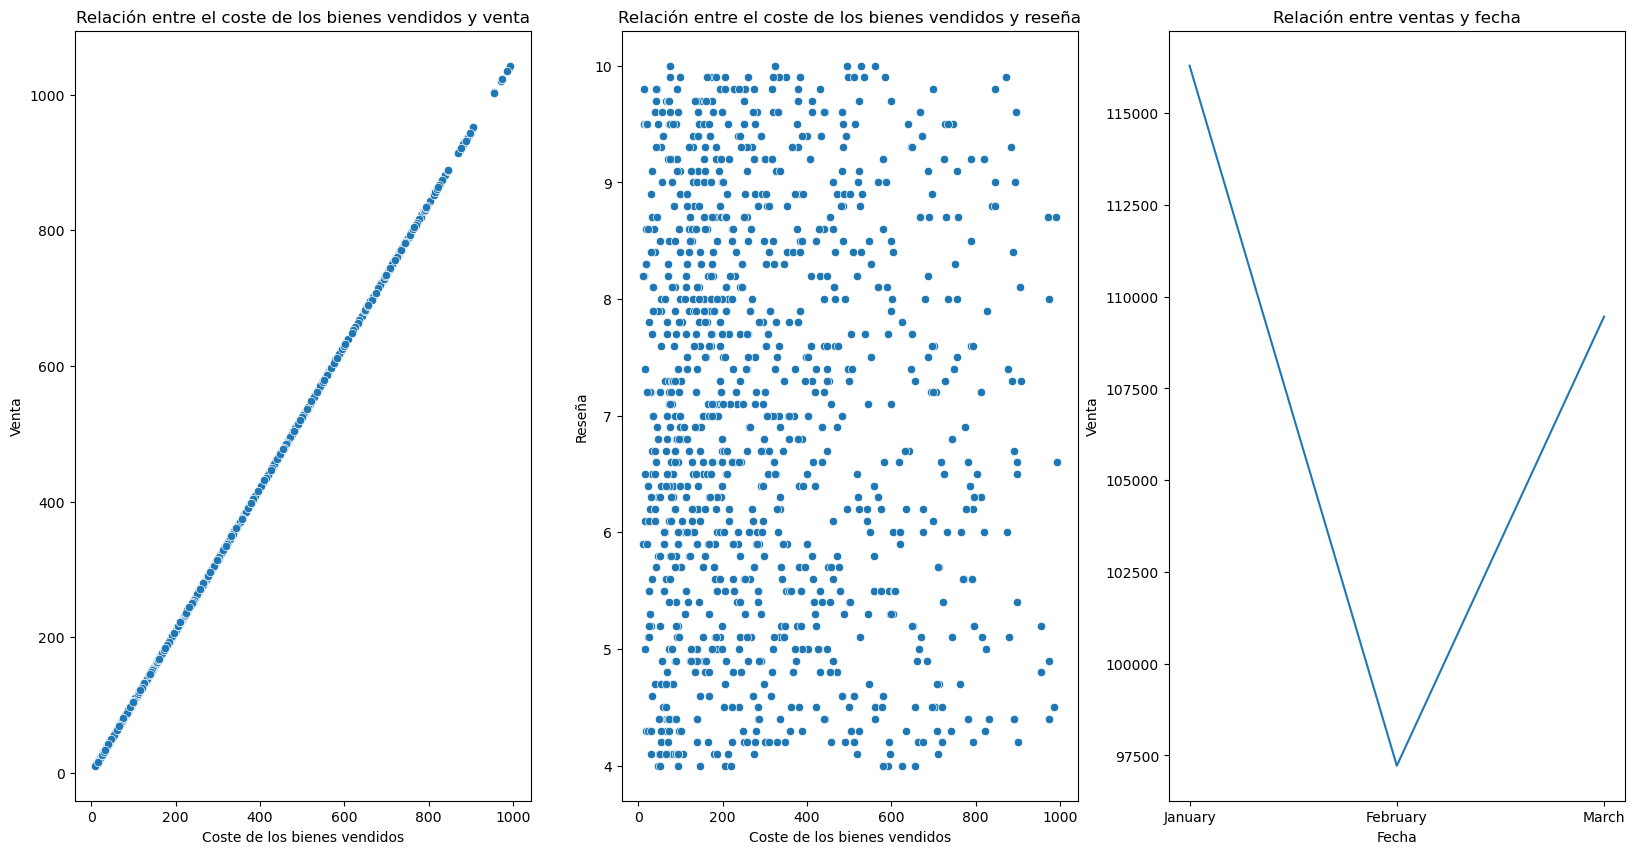 Relación entre el coste de los bienes vendidos y venta
Venta
1000
800
600
400
200
0
0 200 400 600 800 1000
Coste de los bienes vendidos
Relación entre el coste de los bienes vendidos y reseña
Reseña
10
9
8
7
6
5
4
0 200 400 600 800 1000
Coste de los bienes vendidos
Relación entre ventas y fecha
Venta
115000
112500
110000
107500
105000
102500
100000
97500
January February March
Fecha